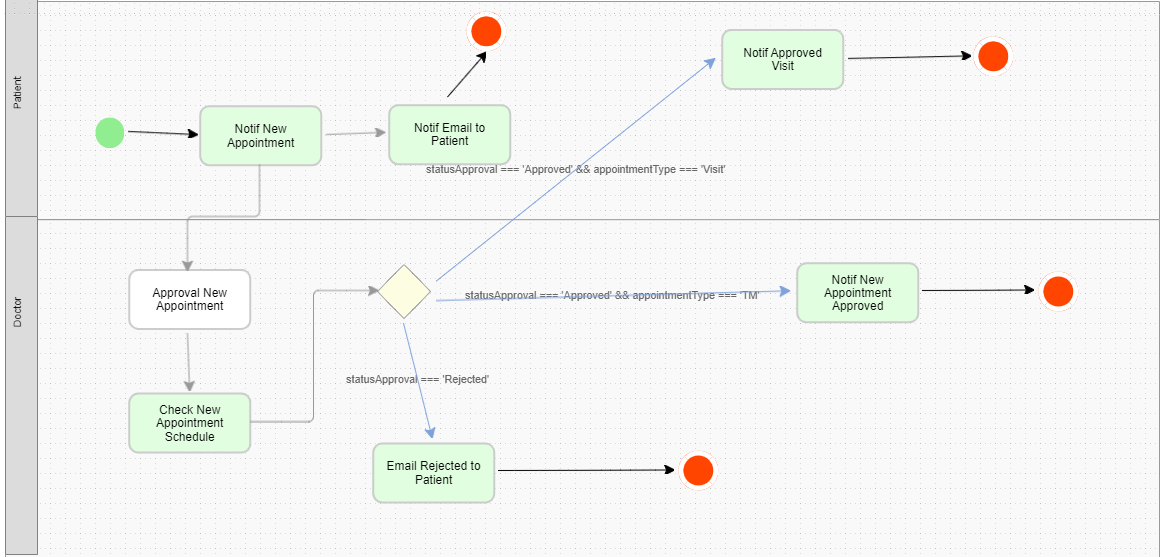 Patient
Notif New
Appointment
Notif Email to
Patient
Notif Approved
Visit
statusApproval === 'Approved' && appointmentType === 'Visit'
Doctor
Approval New
Appointment
statusApproval === 'Approved' && appointmentType === 'TM'
Notif New
Appointment
Approved
statusApproval === 'Rejected'
Check New
Appointment
Schedule
Email Rejected to
Patient